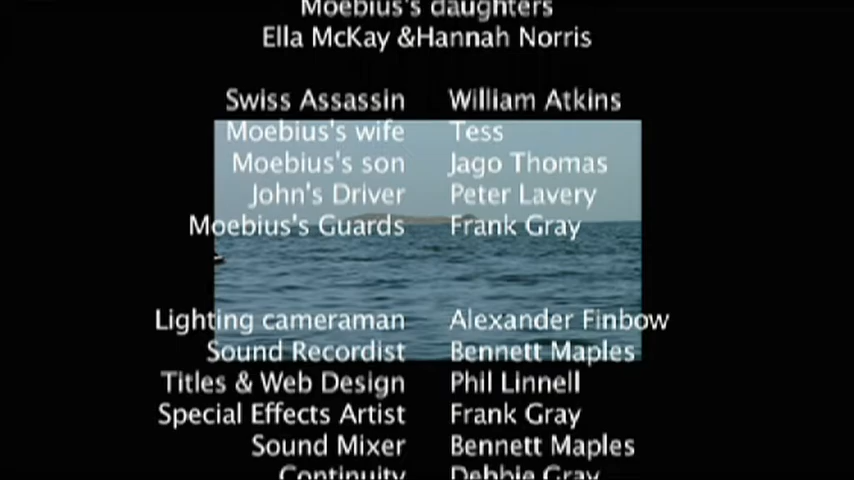 Moebius's daughters
Ella McKay &Hannah Norris
Swiss Assassin William Atkins
Moebius's wife Tess
Moebius's son Jago Thomas
John's Driver Peter Lavery
Moebius's Guards Frank Gray
Lighting cameraman Alexander Finbow
Sound Recordist Bennett Maples
Titles & Web Design Phil Linnell
Special Effects Artist Frank Gray
Sound Mixer Bennett Maples
Continuity Debbie Gray